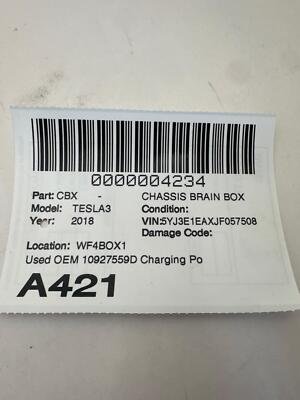 0000004234
Part: CBX - CHASSIS BRAIN BOX
Model: TESLA3 Condition:
Year: 2018 VIN:5YJ3E1EAXJF057508
Damage Code:
Location: WF4BOX1
Used OEM 10927559D Charging Po
A421